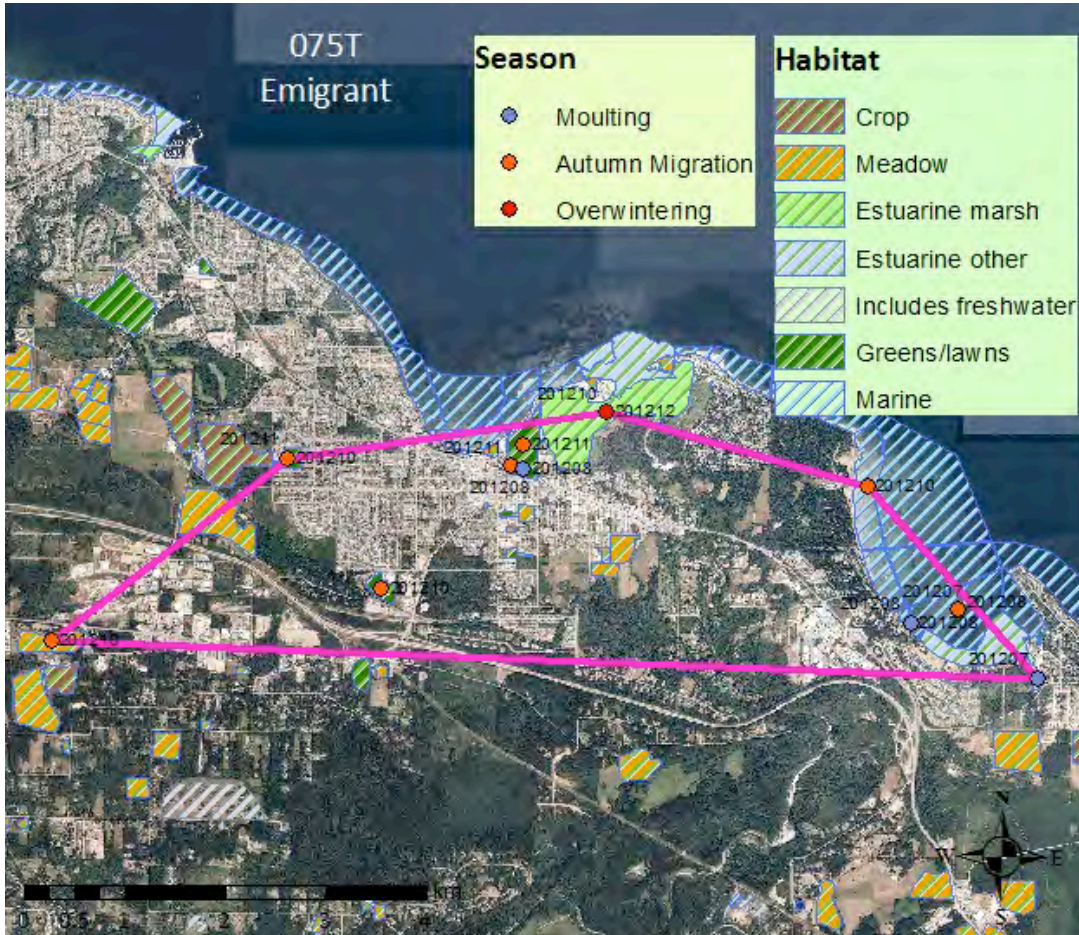 075T
Emigrant
Season
Moulting
Autumn Migration
Overwintering
Habitat
Crop
Meadow
Estuarine marsh
Estuarine other
Includes freshwater
Greens/lawns
Marine
201210
201212
201211
201210
201211
201211
201208
201208
201210
201210
201208
201208
201208
201207
N
W
E
S
km
0
0.5
1
2
3
4